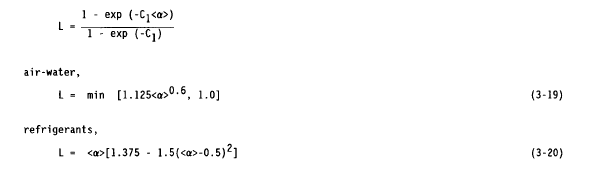 L = 1 - exp (-C₁<α>) / 1 - exp (-C₁)
air-water,
L = min [1.125<α>^0.6, 1.0] (3-19)
refrigerants,
L = <α>[1.375 - 1.5(<α>-0.5)^2] (3-20)